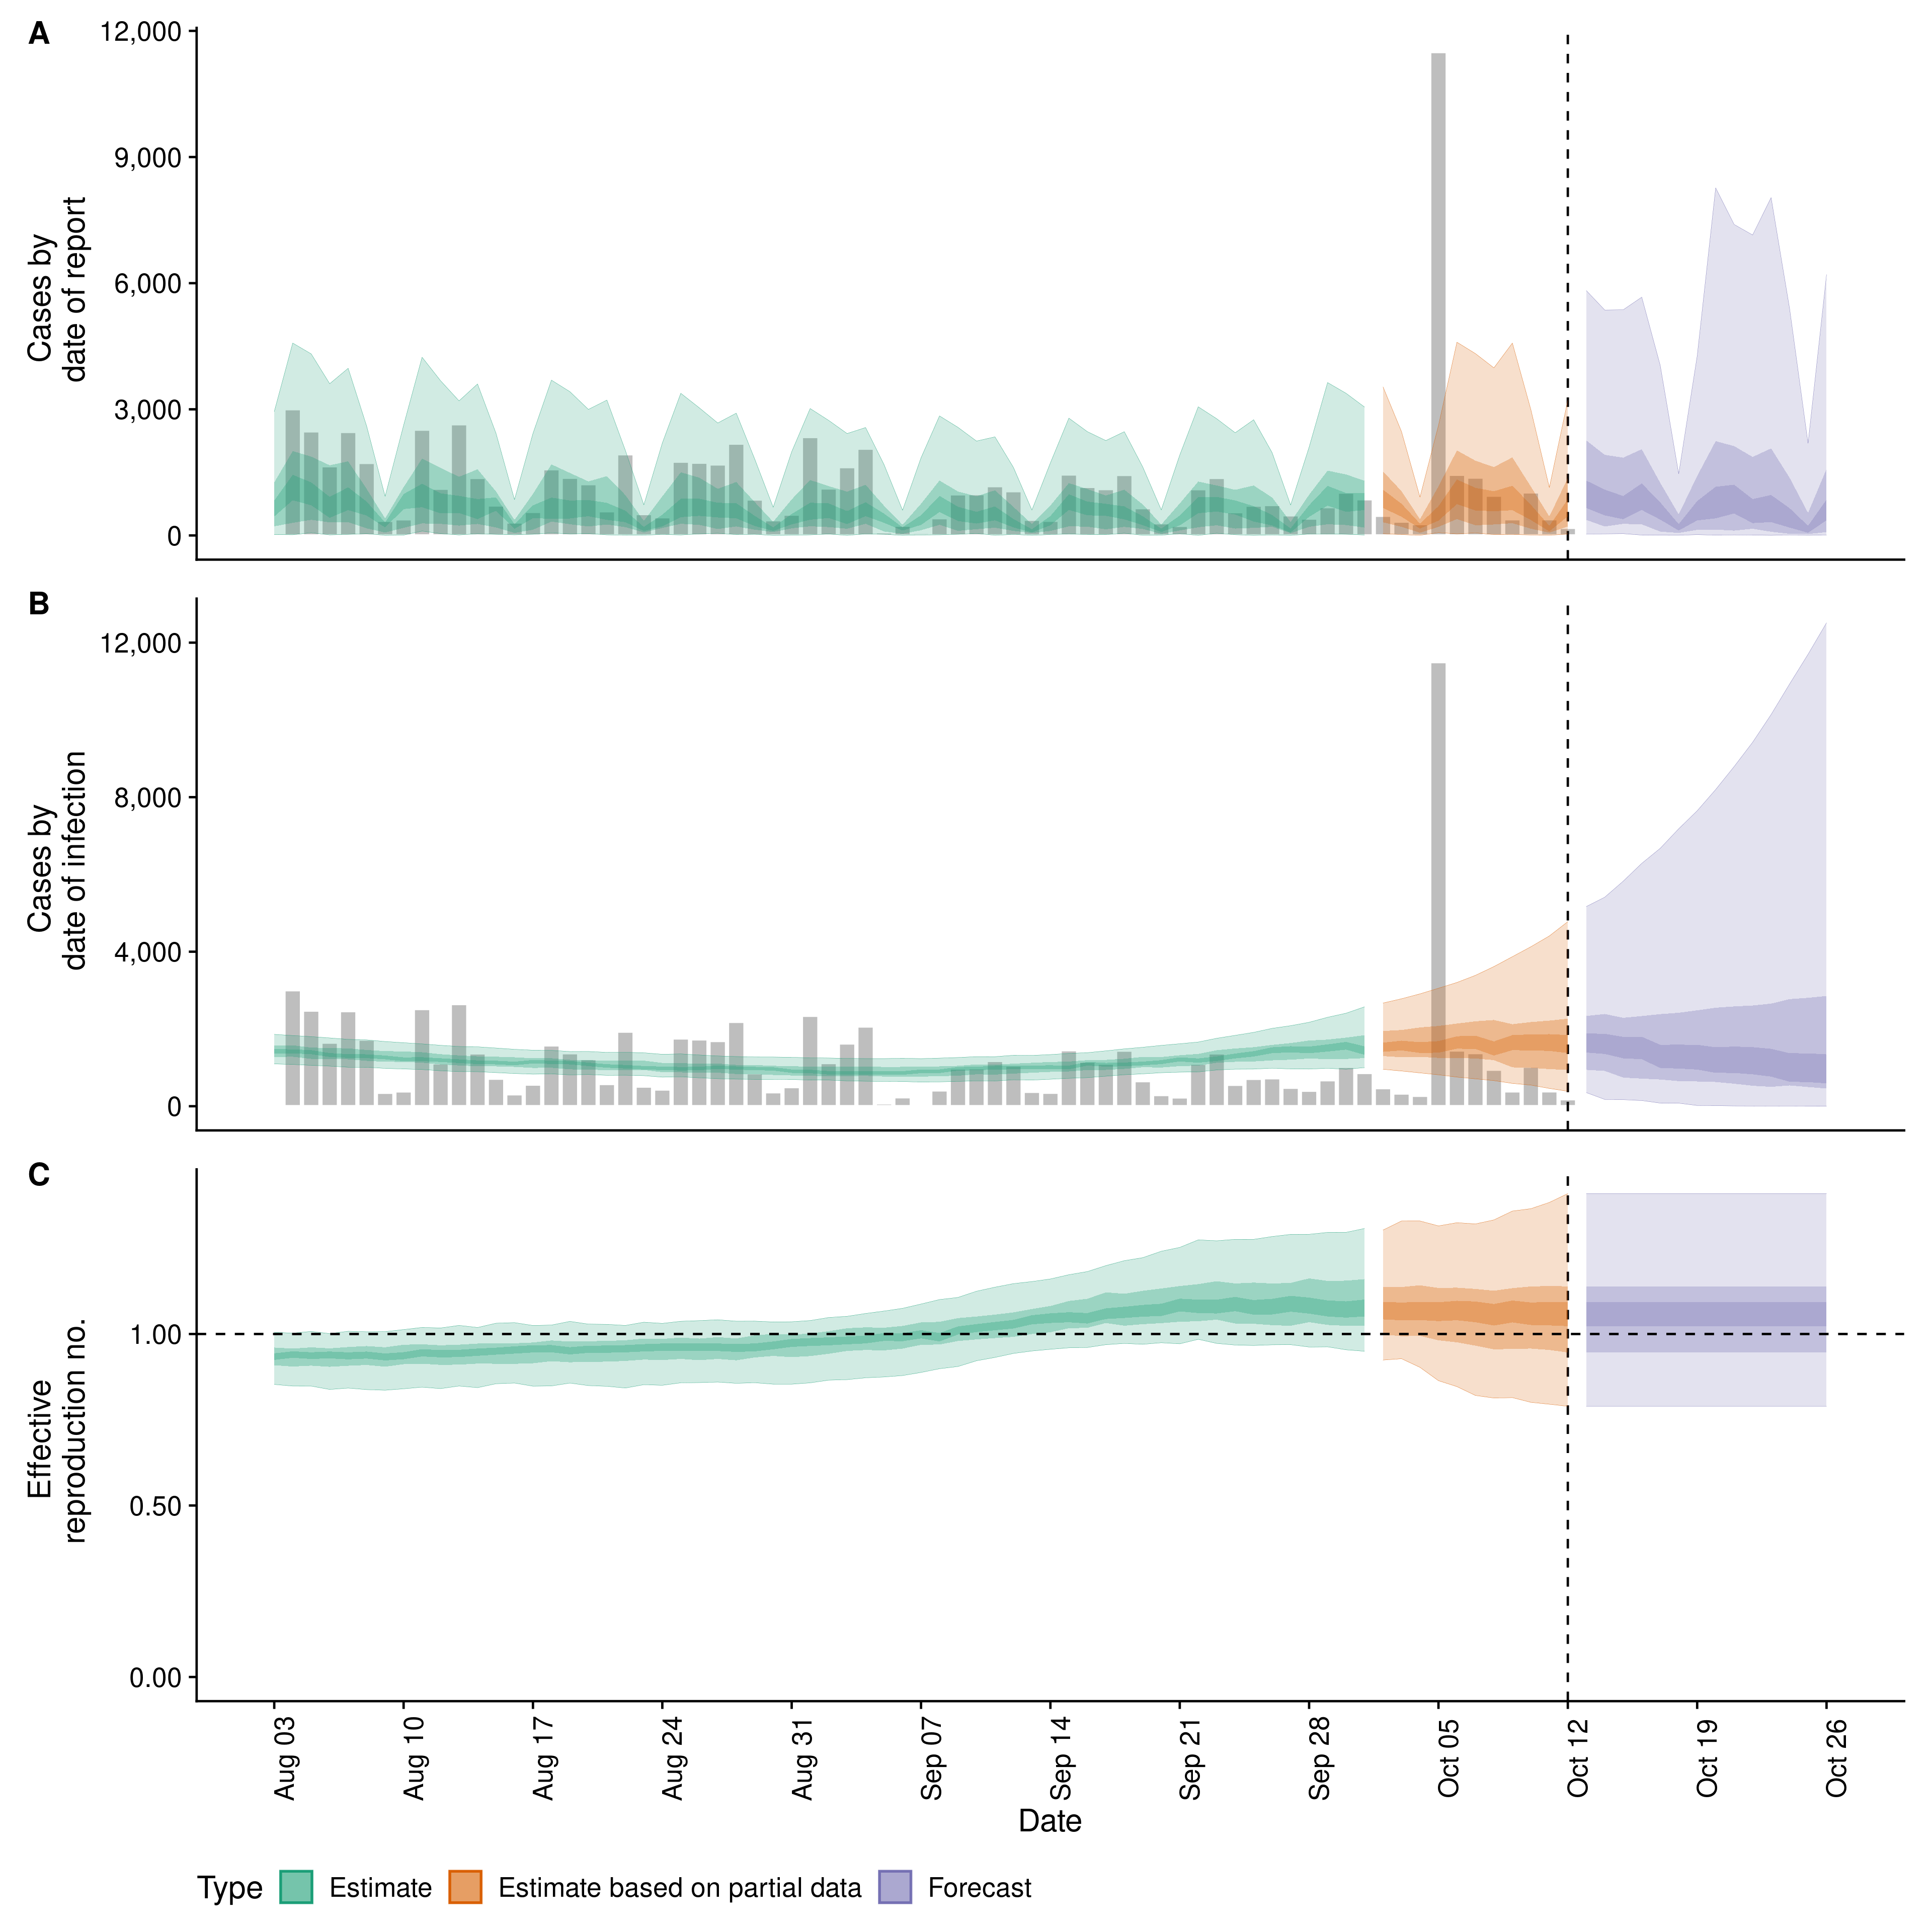 A
Cases by
date of report
12,000
9,000
6,000
3,000
0
B
Cases by
date of infection
12,000
8,000
4,000
0
C
Effective
reproduction no.
1.00
0.50
0.00
Aug 03
Aug 10
Aug 17
Aug 24
Aug 31
Sep 07
Sep 14
Sep 21
Sep 28
Oct 05
Oct 12
Oct 19
Oct 26
Date
Type Estimate Estimate based on partial data Forecast